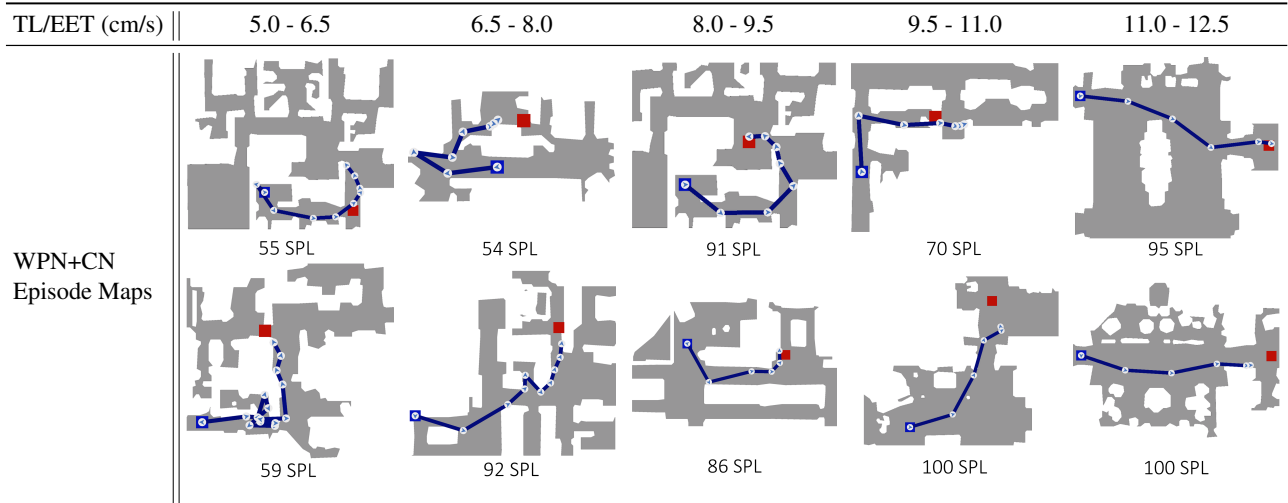 TL/EET (cm/s) 5.0 - 6.5 6.5 - 8.0 8.0 - 9.5 9.5 - 11.0 11.0 - 12.5
55 SPL 54 SPL 91 SPL 70 SPL 95 SPL
WPN+CN
Episode Maps
59 SPL 92 SPL 86 SPL 100 SPL 100 SPL